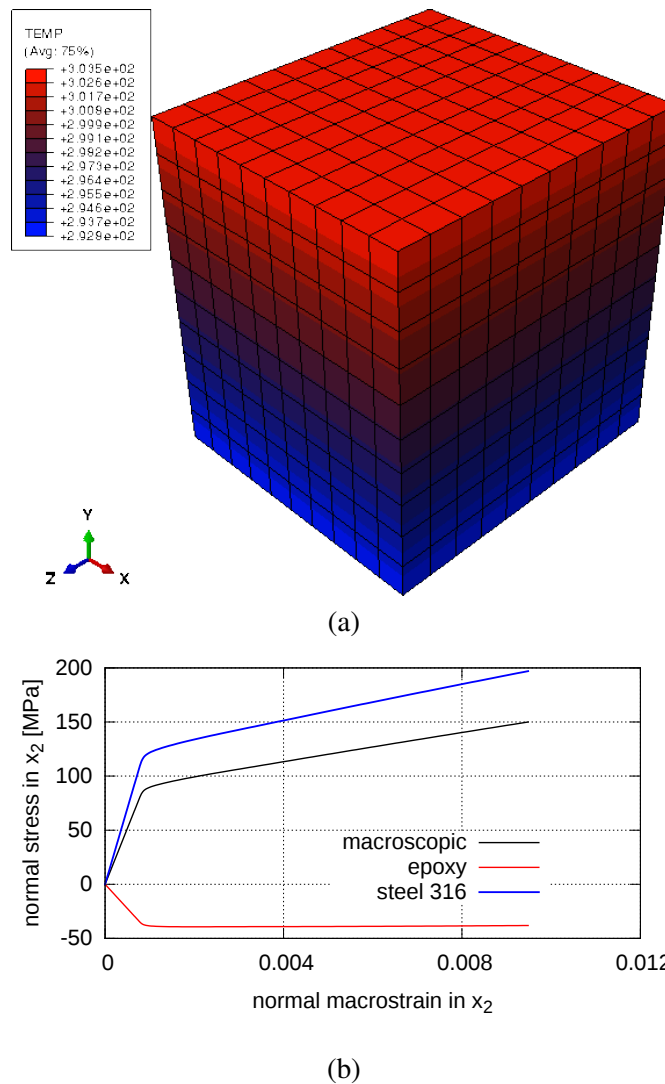 TEMP
(Avg: 75%)
+3.035e+02
+3.026e+02
+3.017e+02
+3.008e+02
+2.999e+02
+2.991e+02
+2.982e+02
+2.973e+02
+2.964e+02
+2.955e+02
+2.946e+02
+2.937e+02
+2.928e+02
Y
Z
X
(a)
normal stress in x₂ [MPa]
200
150
100
50
0
-50
macroscopic
epoxy
steel 316
0
0.004
0.008
0.012
normal macrostrain in x₂
(b)